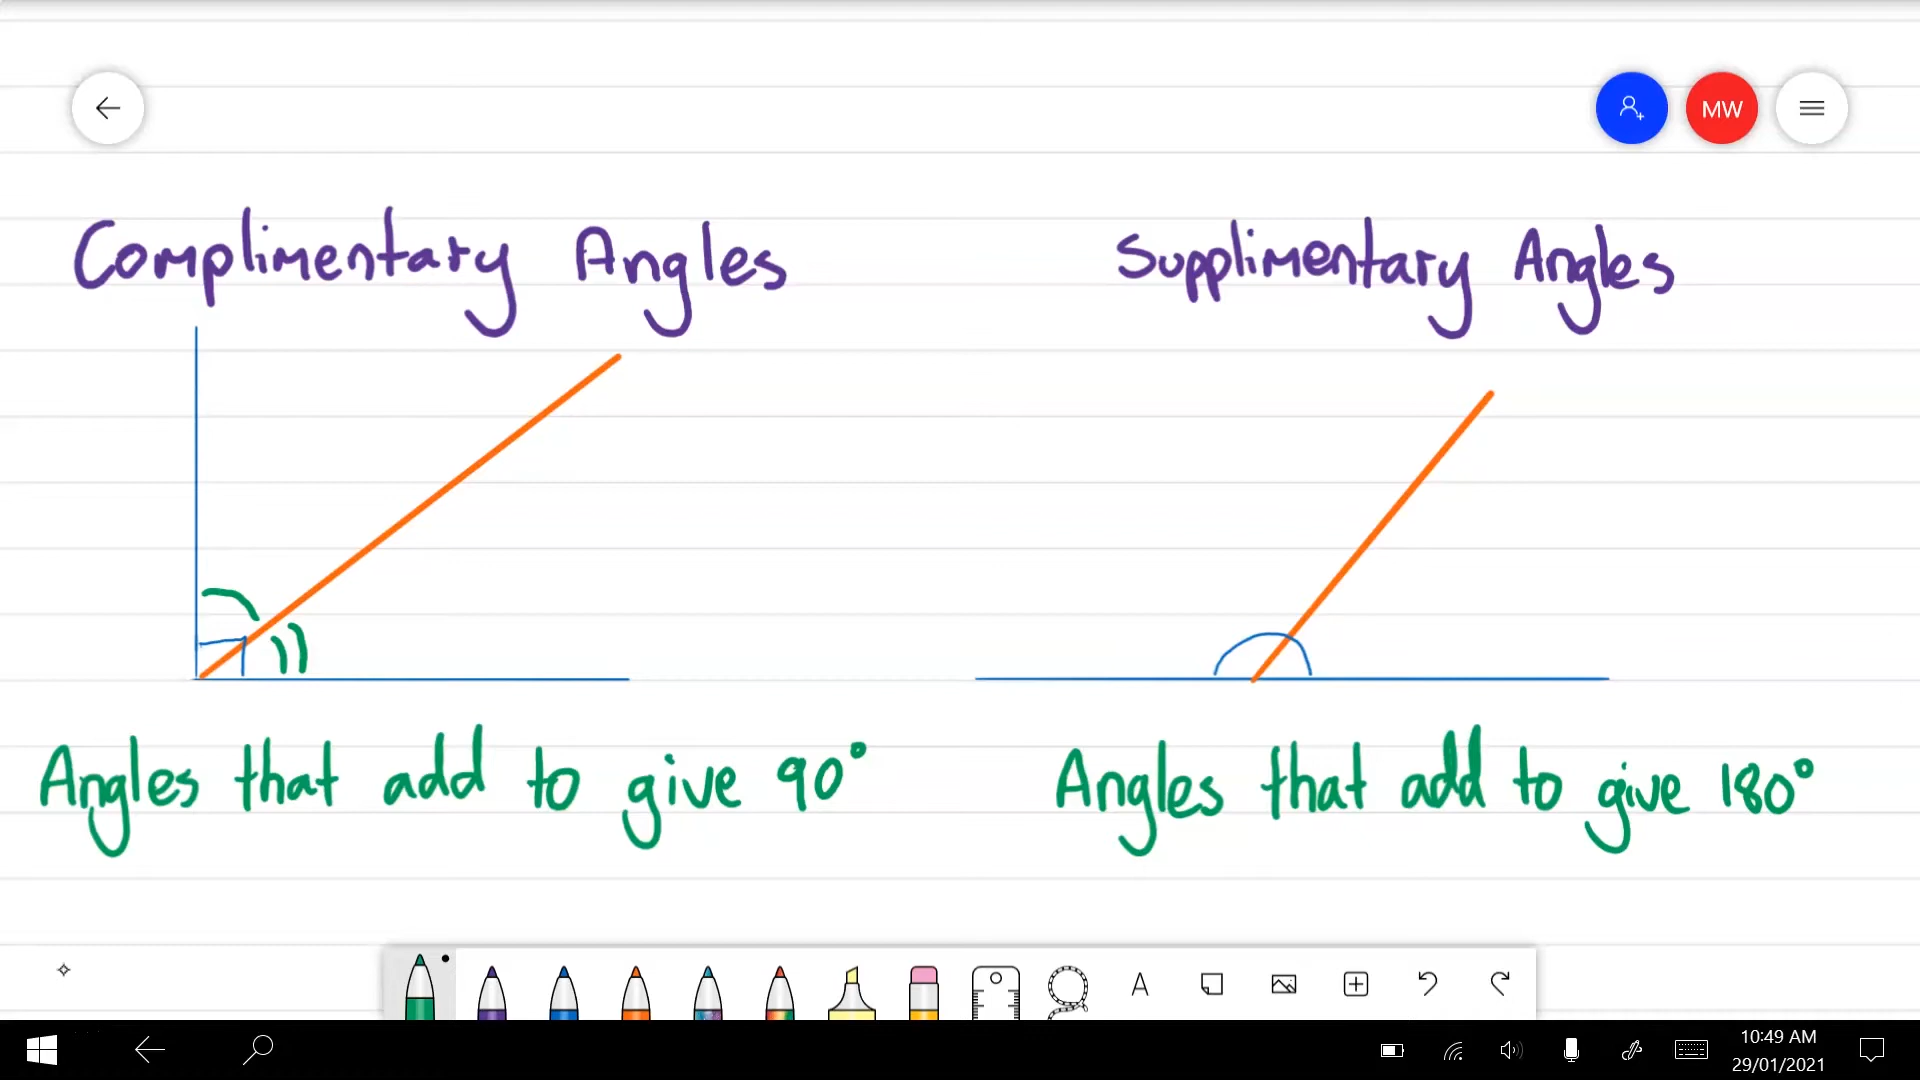 MW
Complimentary Angles
Supplimentary Angles
Angles that add to give 90°
Angles that add to give 180°
A
10:49 AM
29/01/2021